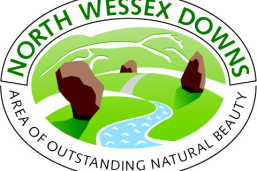 NORTH WESSEX DOWNS
AREA OF OUTSTANDING NATURAL BEAUTY